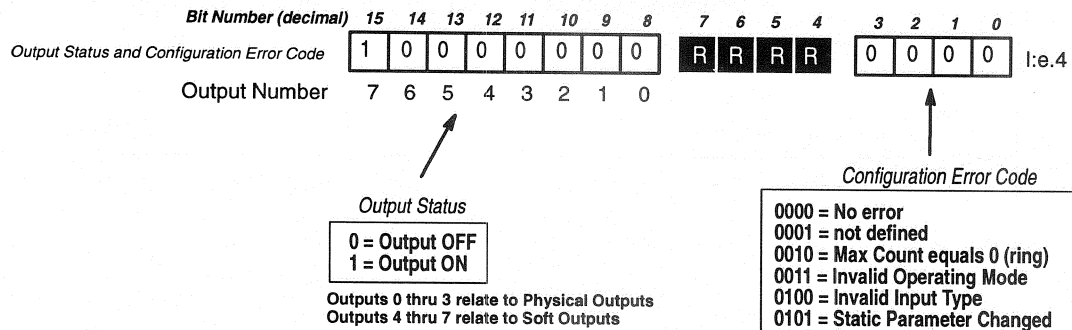 Bit Number (decimal) 15 14 13 12 11 10 9 8 7 6 5 4 3 2 1 0
Output Status and Configuration Error Code 1 0 0 0 0 0 0 0 R R R R 0 0 0 0 I:e.4
Output Number 7 6 5 4 3 2 1 0
Output Status
0 = Output OFF
1 = Output ON
Outputs 0 thru 3 relate to Physical Outputs
Outputs 4 thru 7 relate to Soft Outputs
Configuration Error Code
0000 = No error
0001 = not defined
0010 = Max Count equals 0 (ring)
0011 = Invalid Operating Mode
0100 = Invalid Input Type
0101 = Static Parameter Changed